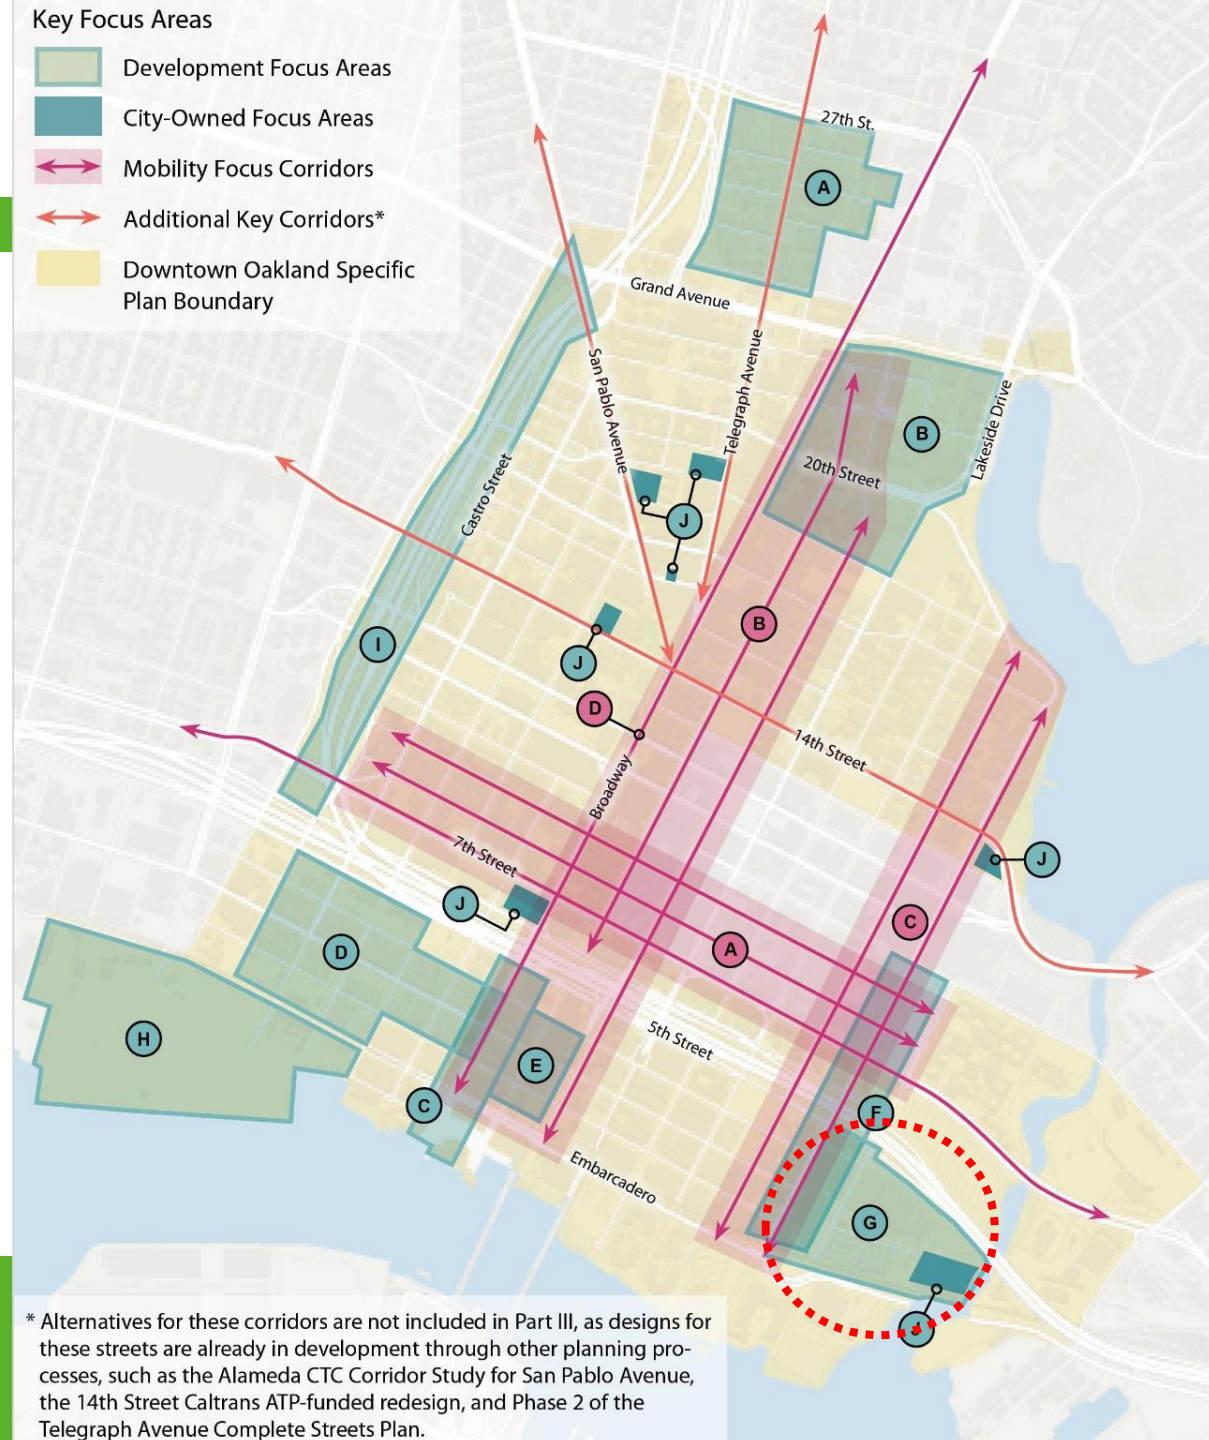 Key Focus Areas
Development Focus Areas
City-Owned Focus Areas
Mobility Focus Corridors
Additional Key Corridors*
Downtown Oakland Specific
Plan Boundary
27th St.
A
Grand Avenue
San Pablo Avenue
Telegraph Avenue
Lakeside Drive
B
20th Street
Castro Street
J
B
I
J
D
14th Street
Broadway
7th Street
J
J
C
A
D
H
5th Street
E
C
F
Embarcadero
G
J
* Alternatives for these corridors are not included in Part III, as designs for
these streets are already in development through other planning pro-
cesses, such as the Alameda CTC Corridor Study for San Pablo Avenue,
the 14th Street Caltrans ATP-funded redesign, and Phase 2 of the
Telegraph Avenue Complete Streets Plan.